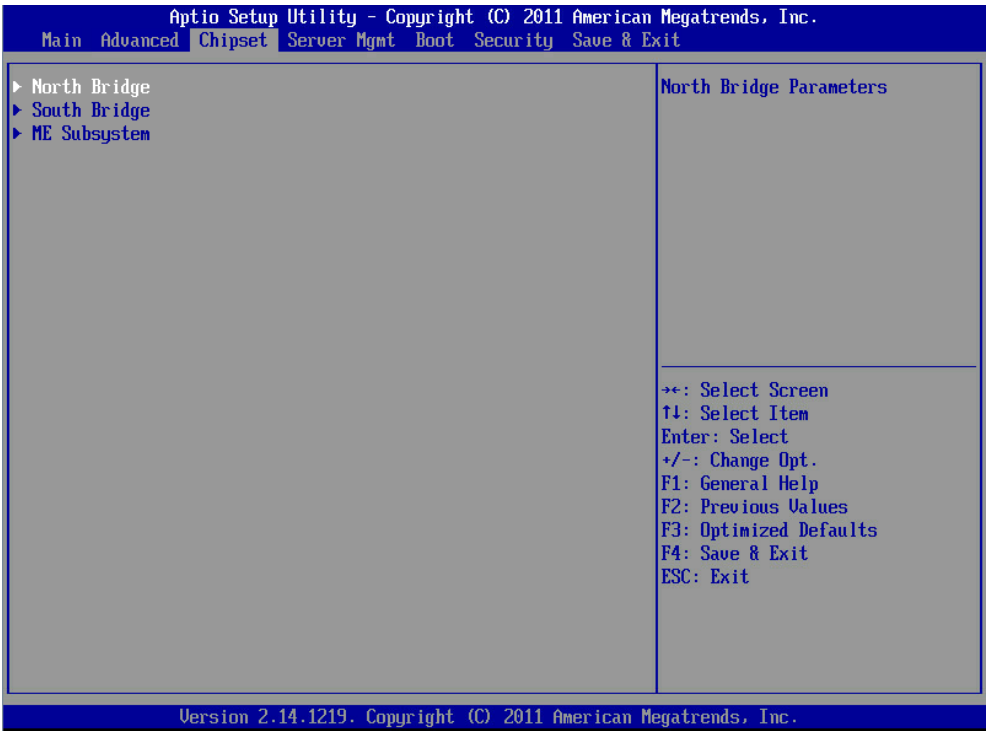 Aptio Setup Utility - Copyright (C) 2011 American Megatrends, Inc.
Main Advanced Chipset Server Mgmt Boot Security Save & Exit
▶ North Bridge
▶ South Bridge
▶ ME Subsystem
North Bridge Parameters
→←: Select Screen
↑↓: Select Item
Enter: Select
+/-: Change Opt.
F1: General Help
F2: Previous Values
F3: Optimized Defaults
F4: Save & Exit
ESC: Exit
Version 2.14.1219. Copyright (C) 2011 American Megatrends, Inc.